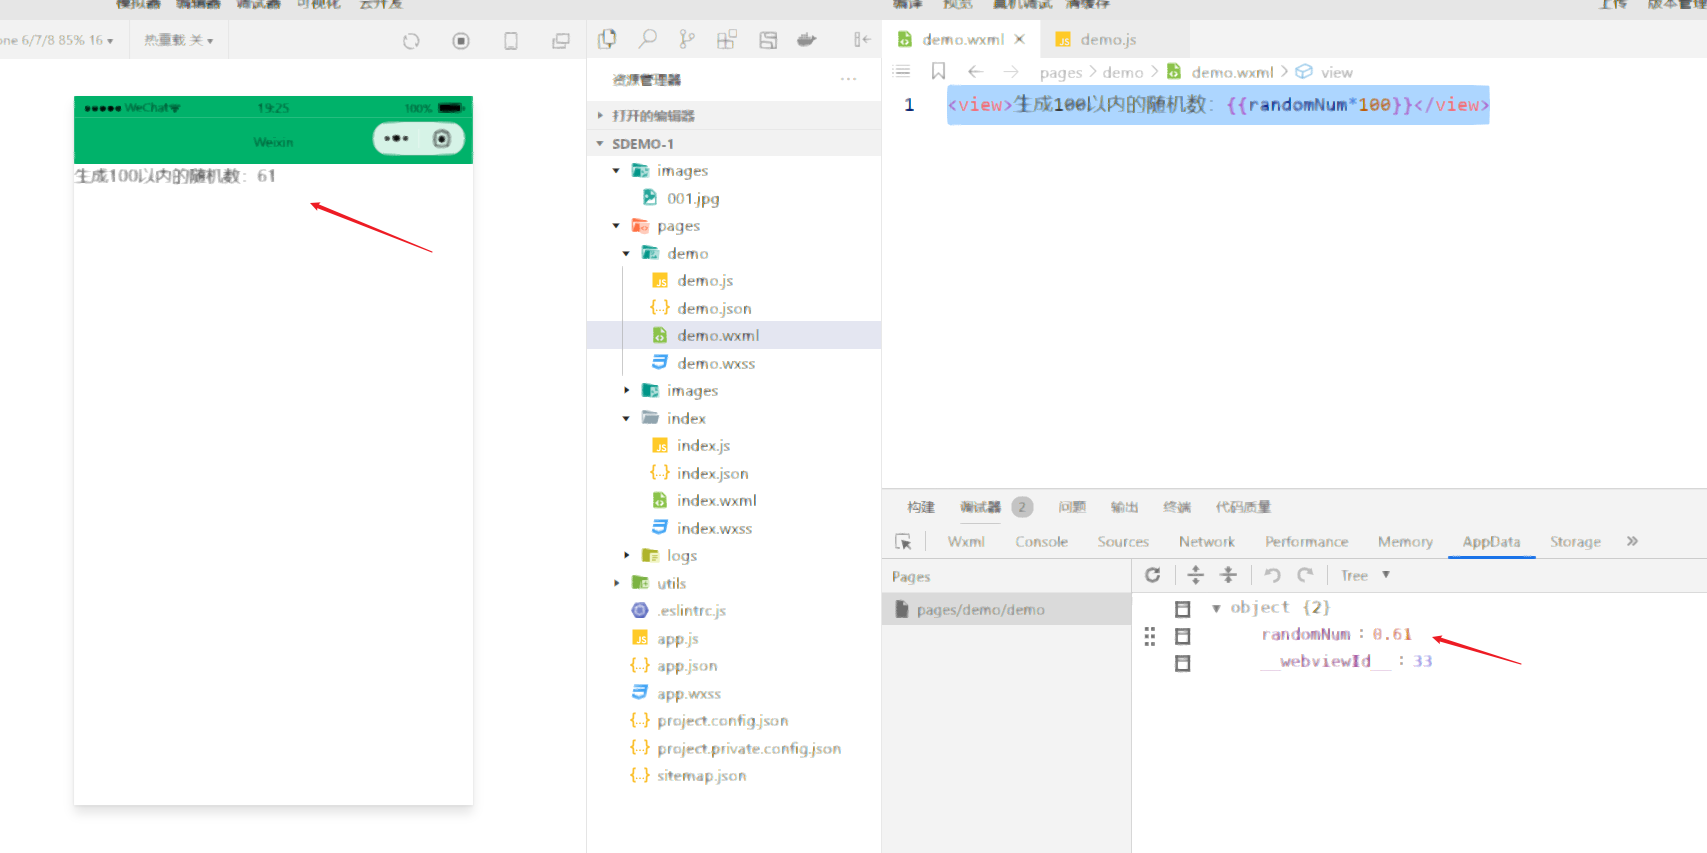 模拟器 编辑器 调试器 可视化 云开发
编译 预览 真机调试 清缓存
上传 版本管理
one 6/7/8 85% 16 ▾
热重载 关 ▾
WeChat 19:25 100%
Weixin
生成100以内的随机数：61
资源管理器 ···
打开的编辑器
SDEMO-1
images
001.jpg
pages
demo
demo.js
demo.json
demo.wxml
demo.wxss
images
index
index.js
index.json
index.wxml
index.wxss
logs
utils
.eslintrc.js
app.js
app.json
app.wxss
project.config.json
project.private.config.json
sitemap.json
demo.wxml demo.js
pages > demo > demo.wxml > view
1 <view>生成100以内的随机数：{{randomNum*100}}</view>
构建 调试器 2 问题 输出 终端 代码质量
Wxml Console Sources Network Performance Memory AppData Storage »
Pages
Tree ▼
pages/demo/demo
▼ object {2}
randomNum : 0.61
__webviewId__ : 33